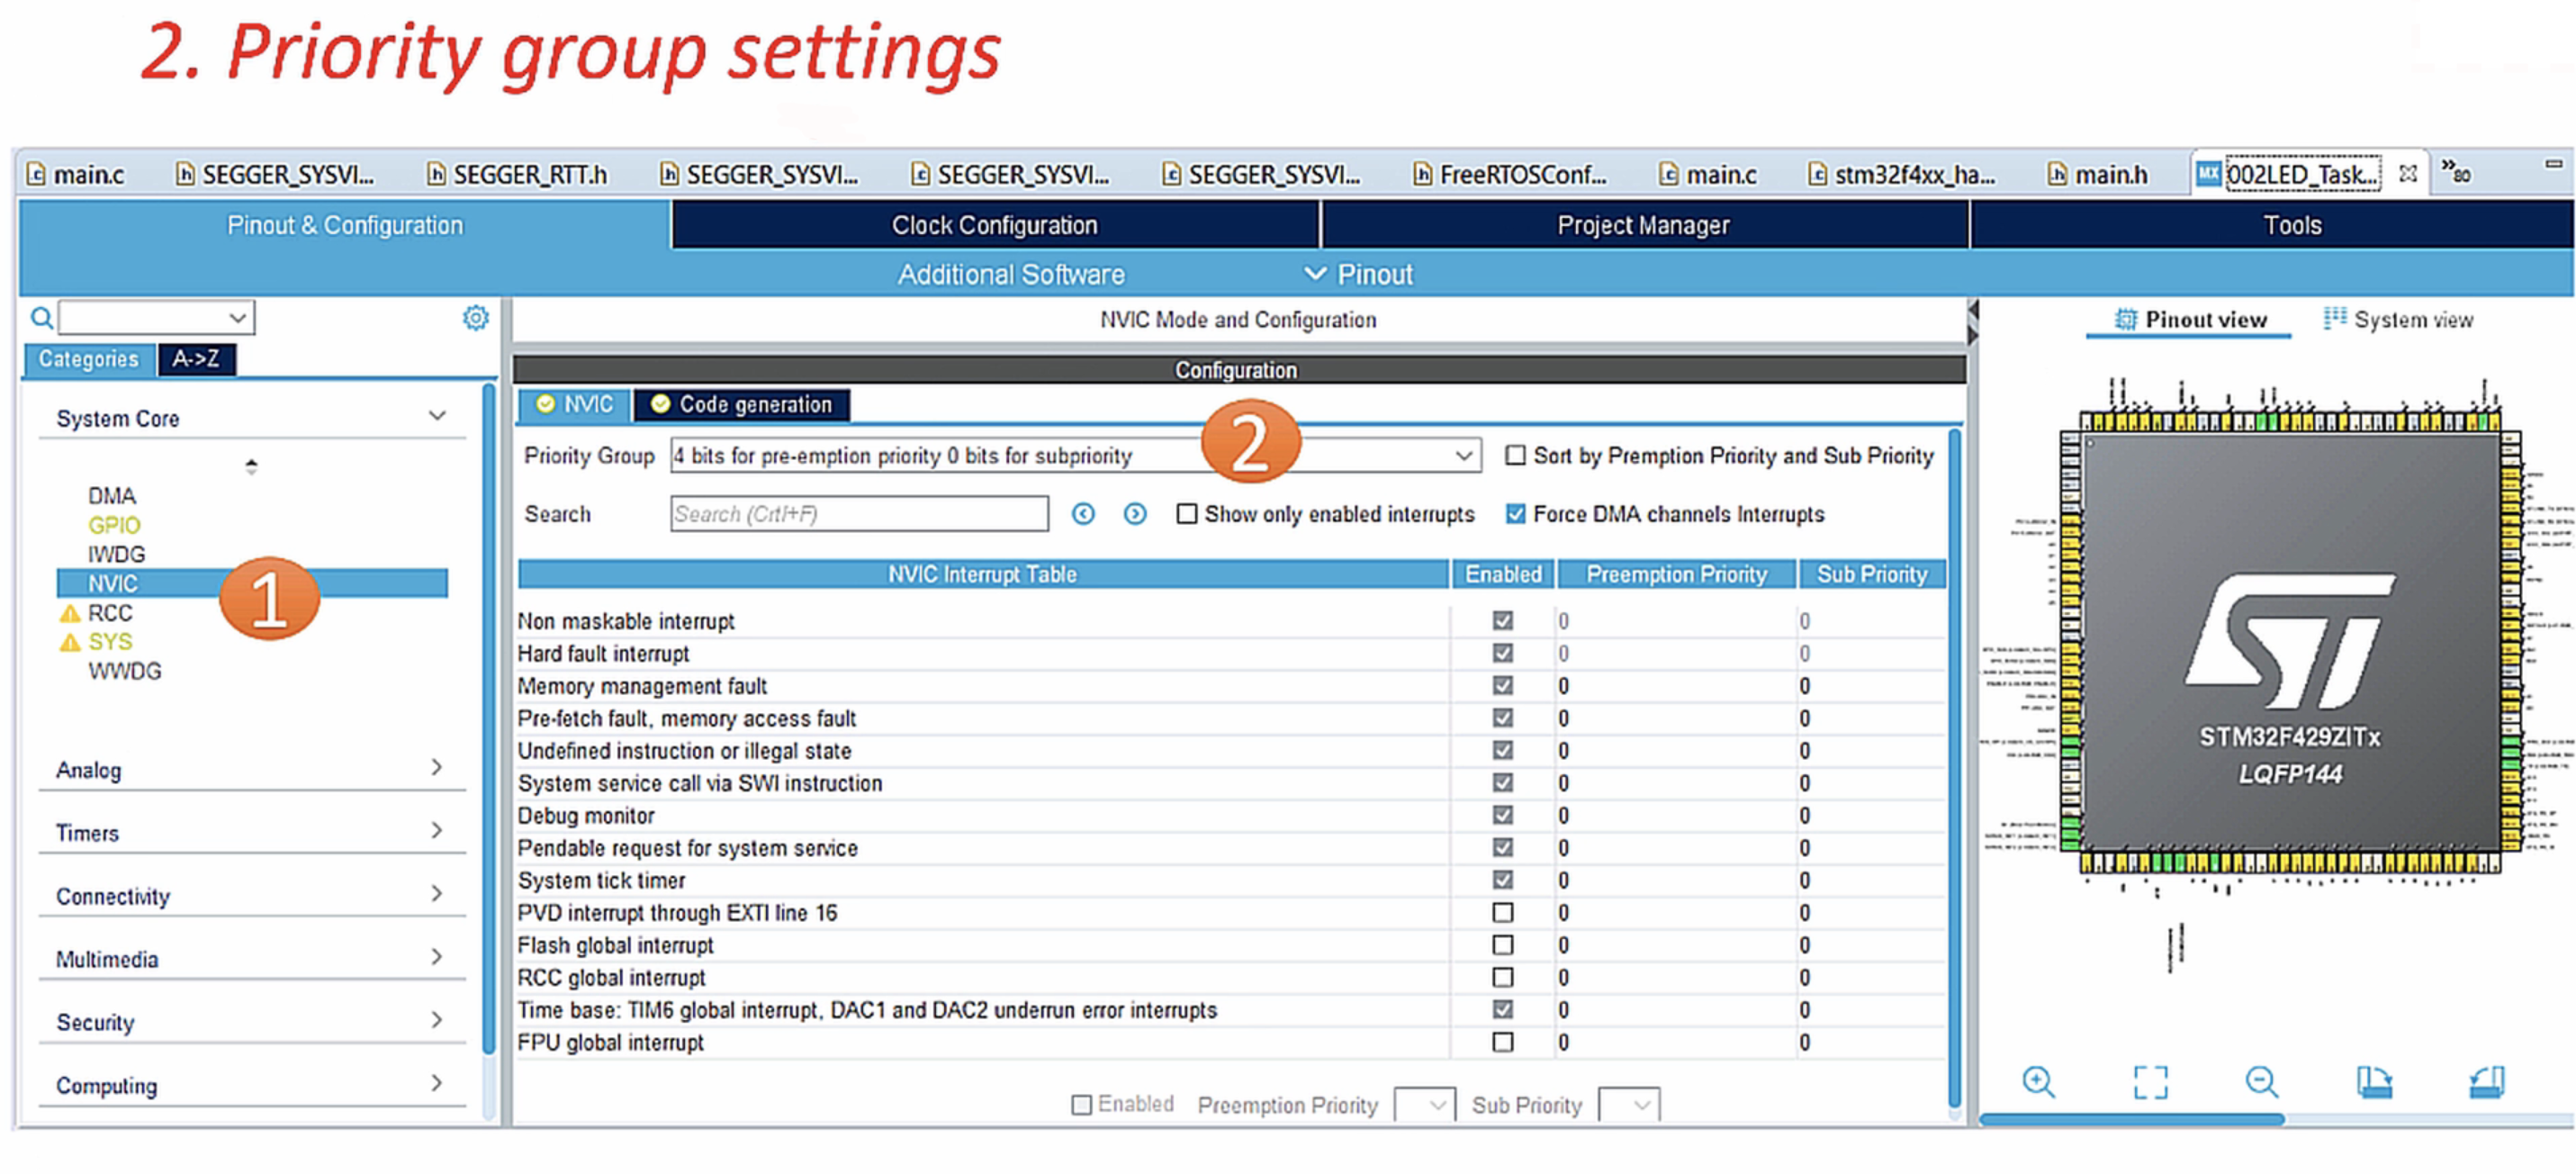 2. Priority group settings
main.c SEGGER_SYSVI... SEGGER_RTT.h SEGGER_SYSVI... SEGGER_SYSVI... SEGGER_SYSVI... FreeRTOSConf... main.c stm32f4xx_ha... main.h MX 002LED_Task... »80
Pinout & Configuration Clock Configuration Project Manager Tools
Additional Software Pinout
NVIC Mode and Configuration
Pinout view System view
Categories A->Z
Configuration
System Core
DMA
GPIO
IWDG
NVIC
RCC
SYS
WWDG
1
Analog
Timers
Connectivity
Multimedia
Security
Computing
NVIC Code generation
2
Priority Group 4 bits for pre-emption priority 0 bits for subpriority Sort by Premption Priority and Sub Priority
Search Search (CrtI+F) Show only enabled interrupts Force DMA channels Interrupts
NVIC Interrupt Table Enabled Preemption Priority Sub Priority
Non maskable interrupt 0 0
Hard fault interrupt 0 0
Memory management fault 0 0
Pre-fetch fault, memory access fault 0 0
Undefined instruction or illegal state 0 0
System service call via SWI instruction 0 0
Debug monitor 0 0
Pendable request for system service 0 0
System tick timer 0 0
PVD interrupt through EXTI line 16 0 0
Flash global interrupt 0 0
RCC global interrupt 0 0
Time base: TIM6 global interrupt, DAC1 and DAC2 underrun error interrupts 0 0
FPU global interrupt 0 0
Enabled Preemption Priority Sub Priority
ST
STM32F429ZITx
LQFP144